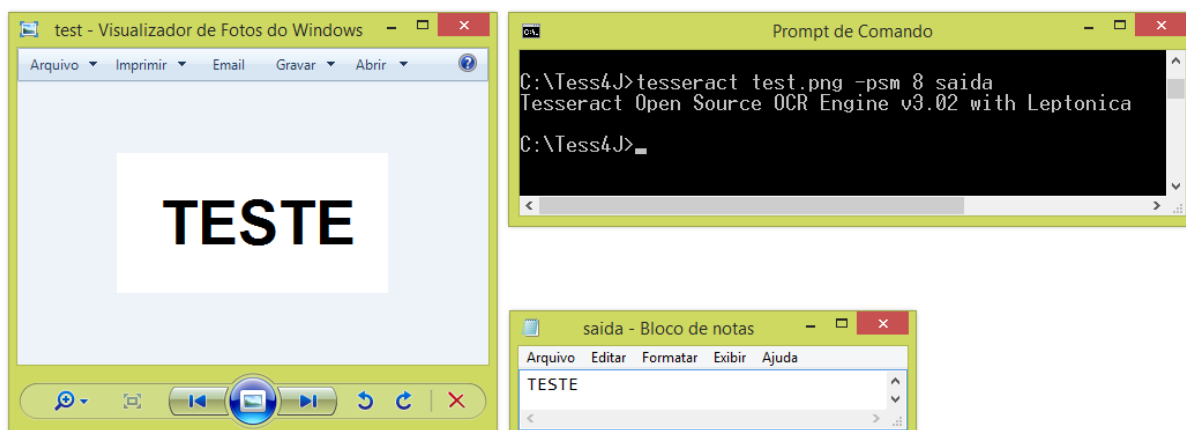 test - Visualizador de Fotos do Windows
Arquivo Imprimir Email Gravar Abrir
TESTE
Prompt de Comando
C:\Tess4J>tesseract test.png -psm 8 saida
Tesseract Open Source OCR Engine v3.02 with Leptonica
C:\Tess4J>
saida - Bloco de notas
Arquivo Editar Formatar Exibir Ajuda
TESTE